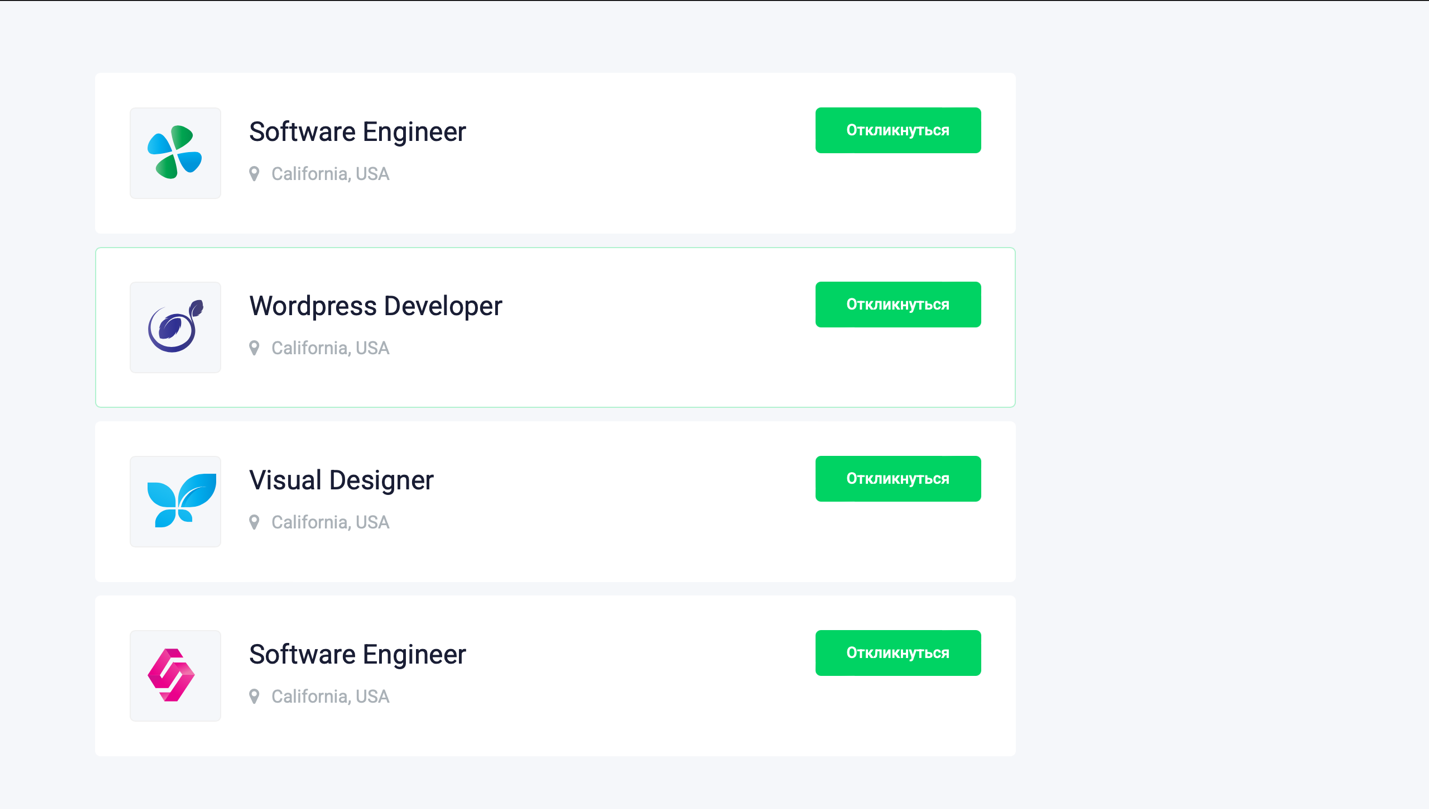 Software Engineer
Откликнуться
California, USA
Wordpress Developer
Откликнуться
California, USA
Visual Designer
Откликнуться
California, USA
Software Engineer
Откликнуться
California, USA